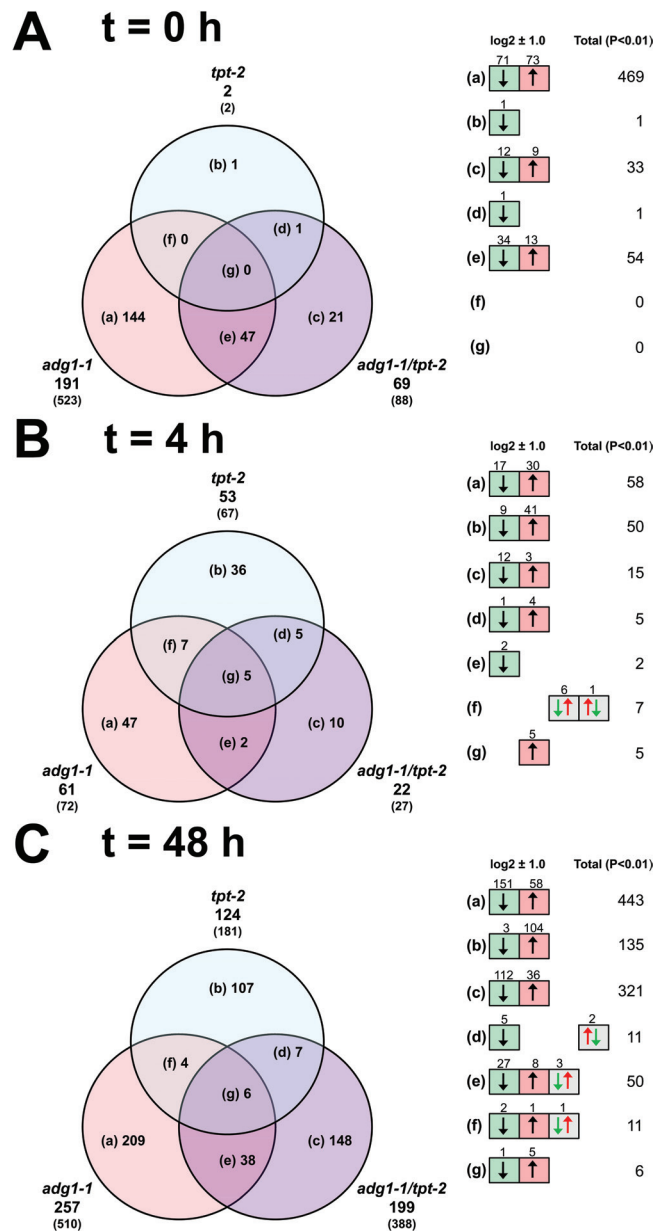 A t = 0 h
tpt-2
2
(2)
(b) 1
(f) 0
(d) 1
(g) 0
(a) 144
(e) 47
(c) 21
adg1-1
191
(523)
adg1-1/tpt-2
69
(88)
log2 ± 1.0 Total (P<0.01)
71 73
(a) ↓ ↑ 469
1
(b) ↓ 1
12 9
(c) ↓ ↑ 33
1
(d) ↓ 1
34 13
(e) ↓ ↑ 54
(f) 0
(g) 0
B t = 4 h
tpt-2
53
(67)
(b) 36
(f) 7
(d) 5
(g) 5
(a) 47
(e) 2
(c) 10
adg1-1
61
(72)
adg1-1/tpt-2
22
(27)
log2 ± 1.0 Total (P<0.01)
17 30
(a) ↓ ↑ 58
9 41
(b) ↓ ↑ 50
12 3
(c) ↓ ↑ 15
1 4
(d) ↓ ↑ 5
2
(e) ↓ 2
6 1
(f) ↓↑ ↑↓ 7
5
(g) ↑ 5
C t = 48 h
tpt-2
124
(181)
(b) 107
(f) 4
(d) 7
(g) 6
(a) 209
(e) 38
(c) 148
adg1-1
257
(510)
adg1-1/tpt-2
199
(388)
log2 ± 1.0 Total (P<0.01)
151 58
(a) ↓ ↑ 443
3 104
(b) ↓ ↑ 135
112 36
(c) ↓ ↑ 321
5 2
(d) ↓ ↑↓ 11
27 8 3
(e) ↓ ↑ ↓↑ 50
2 1 1
(f) ↓ ↑ ↓↑ 11
1 5
(g) ↓ ↑ 6